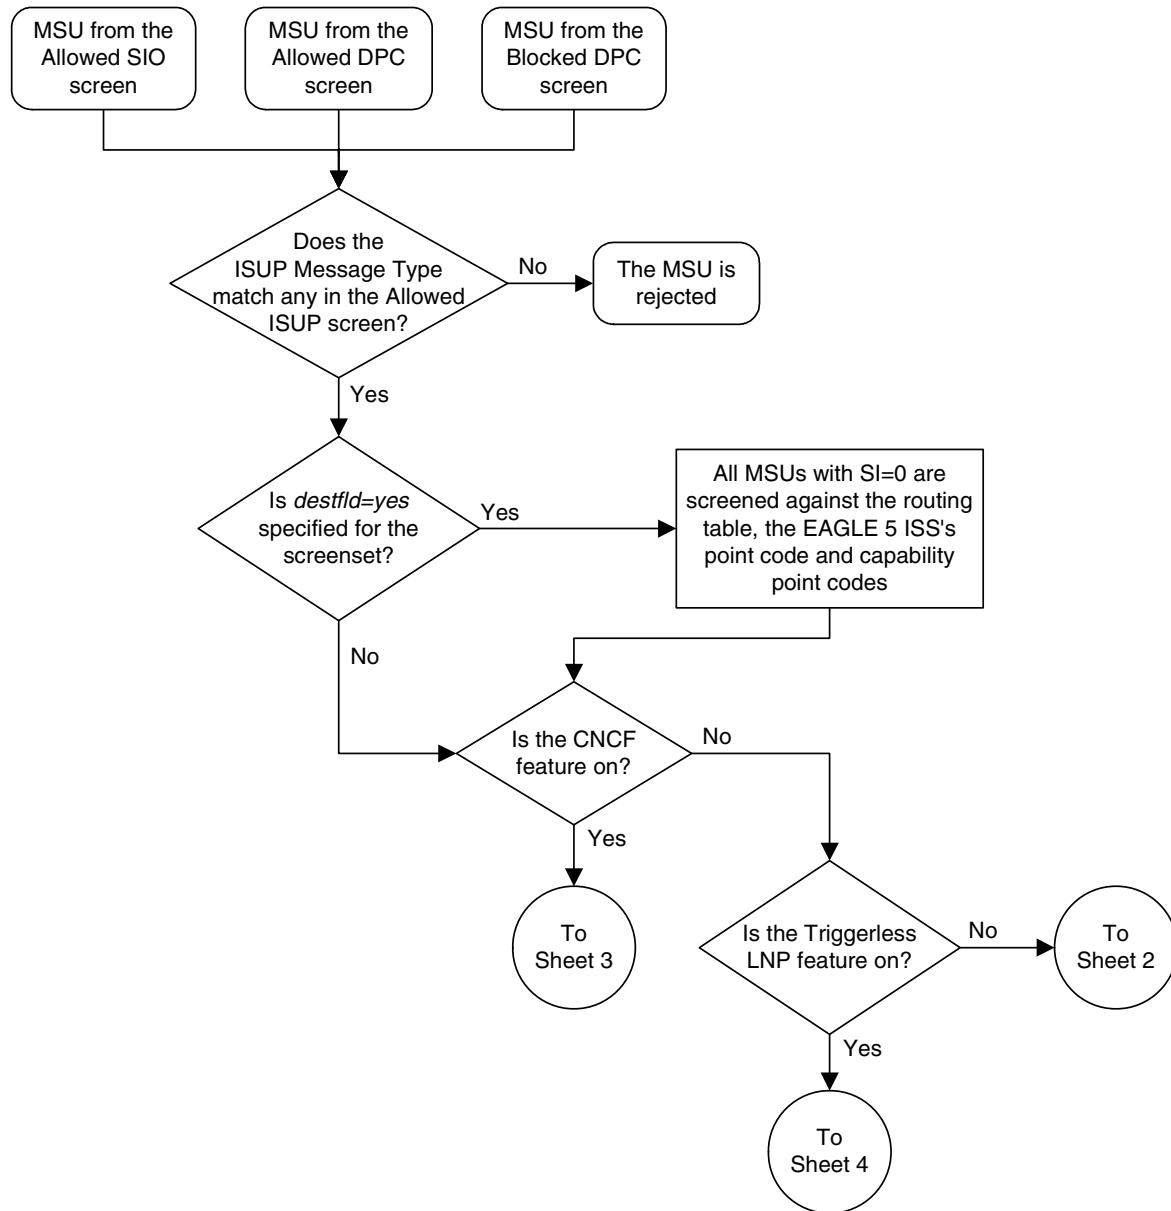 MSU from the
Allowed SIO
screen
MSU from the
Allowed DPC
screen
MSU from the
Blocked DPC
screen
Does the
ISUP Message Type
match any in the Allowed
ISUP screen?
No
The MSU is
rejected
Yes
Is destfld=yes
specified for the
screenset?
Yes
All MSUs with SI=0 are
screened against the routing
table, the EAGLE 5 ISS's
point code and capability
point codes
No
Is the CNCF
feature on?
No
Yes
To
Sheet 3
Is the Triggerless
LNP feature on?
No
To
Sheet 2
Yes
To
Sheet 4